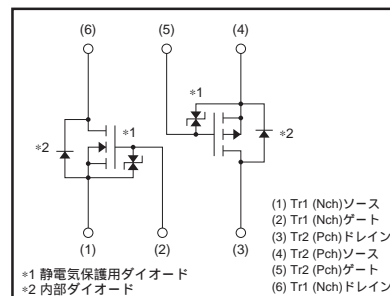 (6) (5) (4)
*1
*1
*2
*2
(1) (2) (3)
*1 静電気保護用ダイオード
*2 内部ダイオード
(1) Tr1 (Nch)ソース
(2) Tr1 (Nch)ゲート
(3) Tr2 (Pch)ドレイン
(4) Tr2 (Pch)ソース
(5) Tr2 (Pch)ゲート
(6) Tr1 (Nch)ドレイン